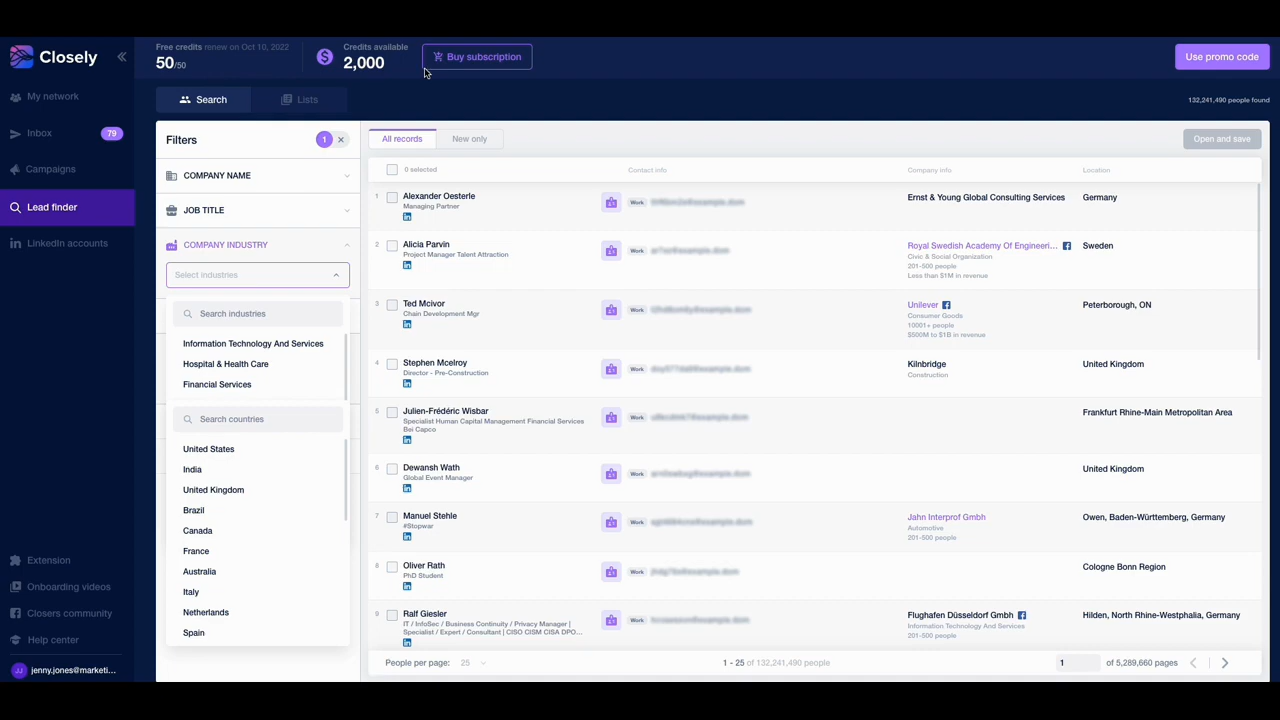 Closely
My network
Inbox
79
Campaigns
Lead finder
LinkedIn accounts
Extension
Onboarding videos
Closers community
Help center
JJ
jenny.jones@marketi...
Free credits renew on Oct 10, 2022
50/50
Credits available
2,000
Buy subscription
Use promo code
Search
Lists
132,241,490 people found
Filters
1
COMPANY NAME
JOB TITLE
COMPANY INDUSTRY
Select industries
Search industries
Information Technology And Services
Hospital & Health Care
Financial Services
Search countries
United States
India
United Kingdom
Brazil
Canada
France
Australia
Italy
Netherlands
Spain
All records
New only
Open and save
0 selected
Contact info
Company info
Location
1
Alexander Oesterle
Managing Partner
Work
Ernst & Young Global Consulting Services
Germany
2
Alicia Parvin
Project Manager Talent Attraction
Work
Royal Swedish Academy Of Engineeri...
Civic & Social Organization
201-500 people
Less than $1M in revenue
Sweden
3
Ted Mcivor
Chain Development Mgr
Work
Unilever
Consumer Goods
10001+ people
$500M to $1B in revenue
Peterborough, ON
4
Stephen Mcelroy
Director - Pre-Construction
Work
Kilnbridge
Construction
United Kingdom
5
Julien-Frédéric Wisbar
Specialist Human Capital Management Financial Services
Bei Capco
Work
Frankfurt Rhine-Main Metropolitan Area
6
Dewansh Wath
Global Event Manager
Work
United Kingdom
7
Manuel Stehle
#Stopwar
Work
Jahn Interprof Gmbh
Automotive
201-500 people
Owen, Baden-Württemberg, Germany
8
Oliver Rath
PhD Student
Work
Cologne Bonn Region
9
Ralf Giesler
IT / InfoSec / Business Continuity / Privacy Manager |
Specialist / Expert / Consultant | CISO CISM CISA DPO...
Work
Flughafen Düsseldorf Gmbh
Information Technology And Services
201-500 people
Hilden, North Rhine-Westphalia, Germany
People per page: 25
1 - 25 of 132,241,490 people
1
of 5,289,660 pages